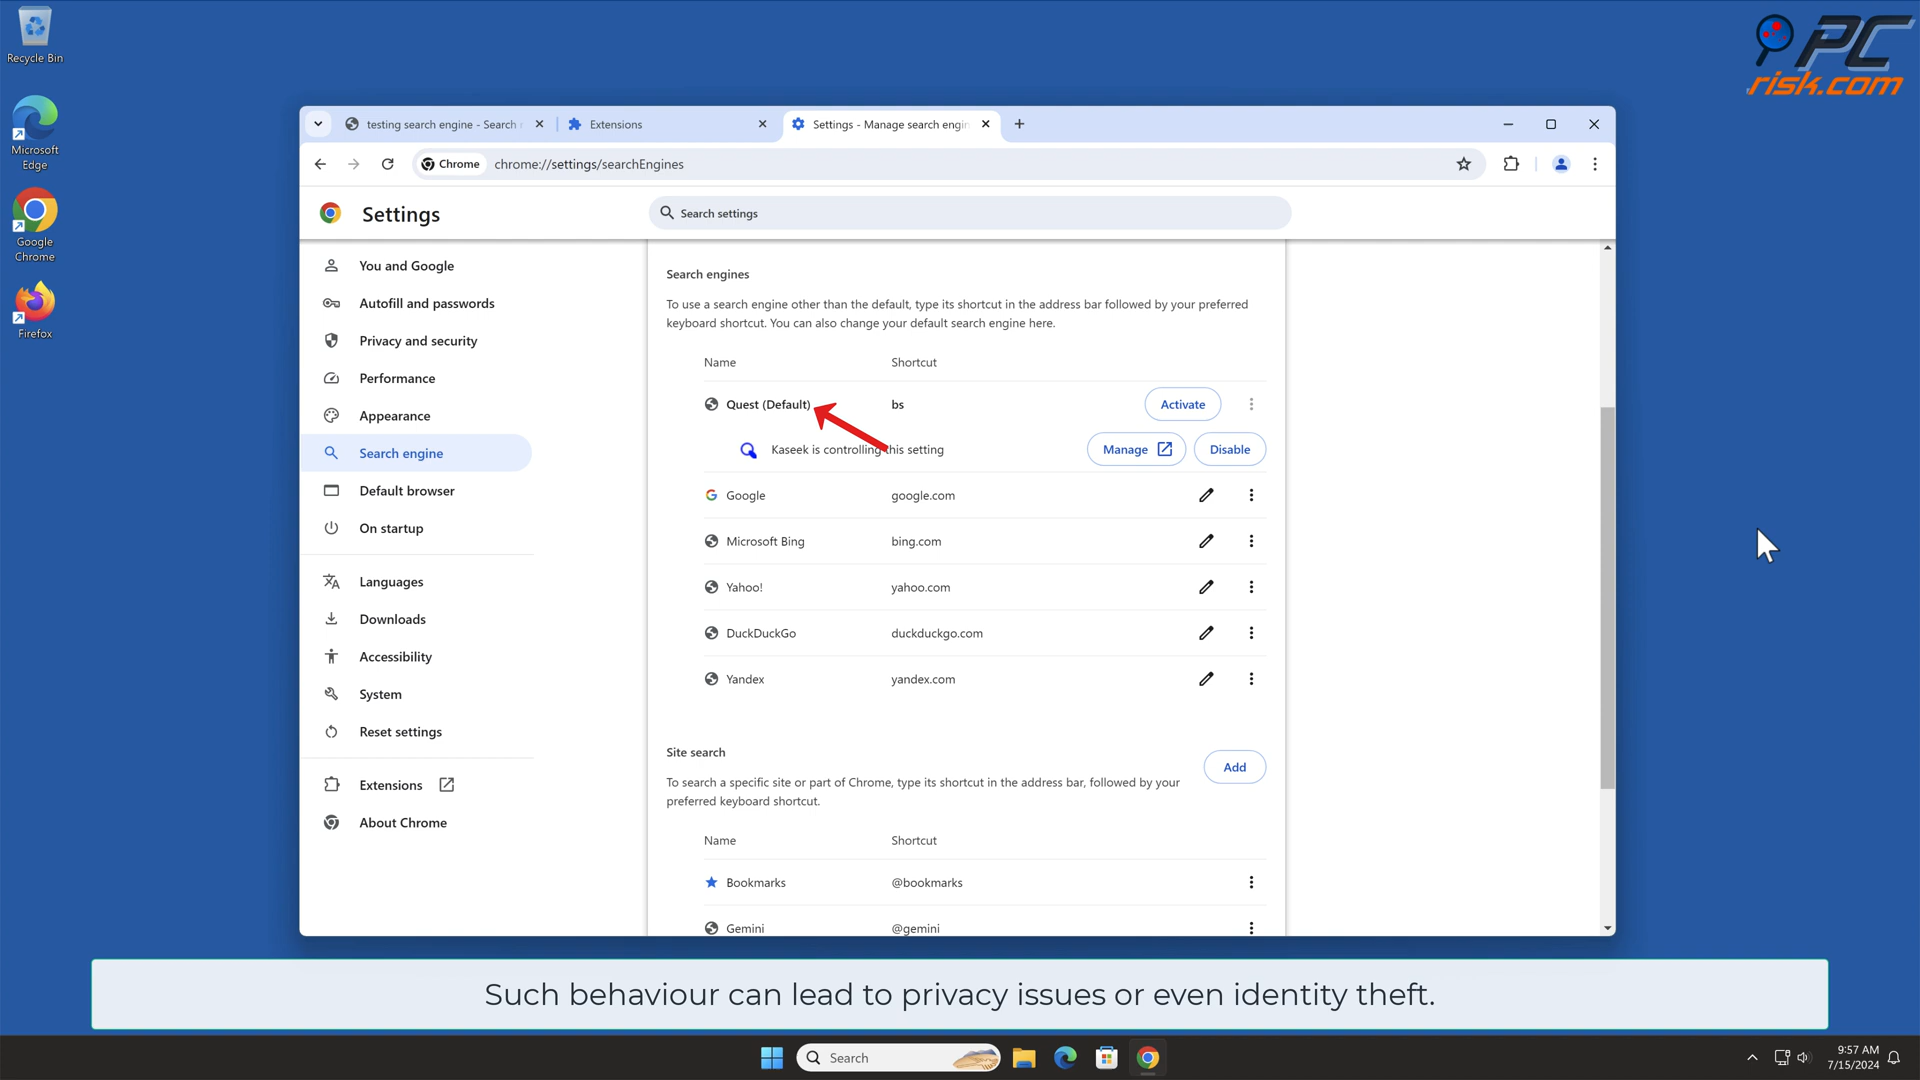 Recycle Bin
PC
risk.com
Microsoft
Edge
Google
Chrome
Firefox
testing search engine - Search r
Extensions
Settings - Manage search engin
Chrome
chrome://settings/searchEngines
Settings
Search settings
You and Google
Autofill and passwords
Privacy and security
Performance
Appearance
Search engine
Default browser
On startup
Languages
Downloads
Accessibility
System
Reset settings
Extensions
About Chrome
Search engines
To use a search engine other than the default, type its shortcut in the address bar followed by your preferred
keyboard shortcut. You can also change your default search engine here.
Name Shortcut
Quest (Default) bs Activate
Kaseek is controlling this setting Manage Disable
Google google.com
Microsoft Bing bing.com
Yahoo! yahoo.com
DuckDuckGo duckduckgo.com
Yandex yandex.com
Site search
Add
To search a specific site or part of Chrome, type its shortcut in the address bar, followed by your
preferred keyboard shortcut.
Name Shortcut
Bookmarks @bookmarks
Gemini @gemini
Such behaviour can lead to privacy issues or even identity theft.
Search
9:57 AM
7/15/2024